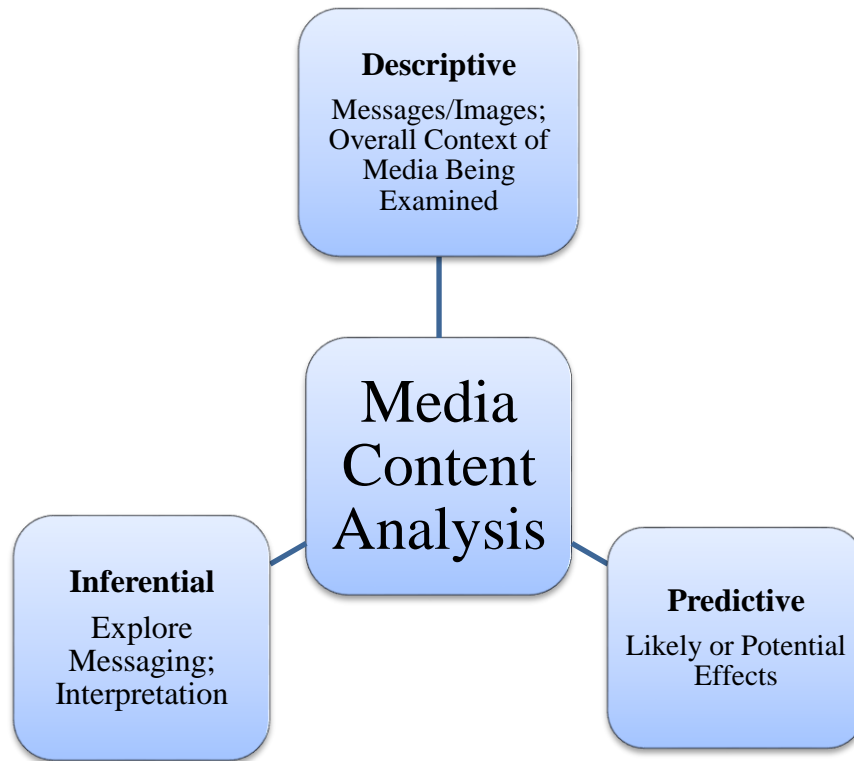 Descriptive
Messages/Images;
Overall Context of
Media Being
Examined
Media
Content
Analysis
Inferential
Explore
Messaging;
Interpretation
Predictive
Likely or Potential
Effects